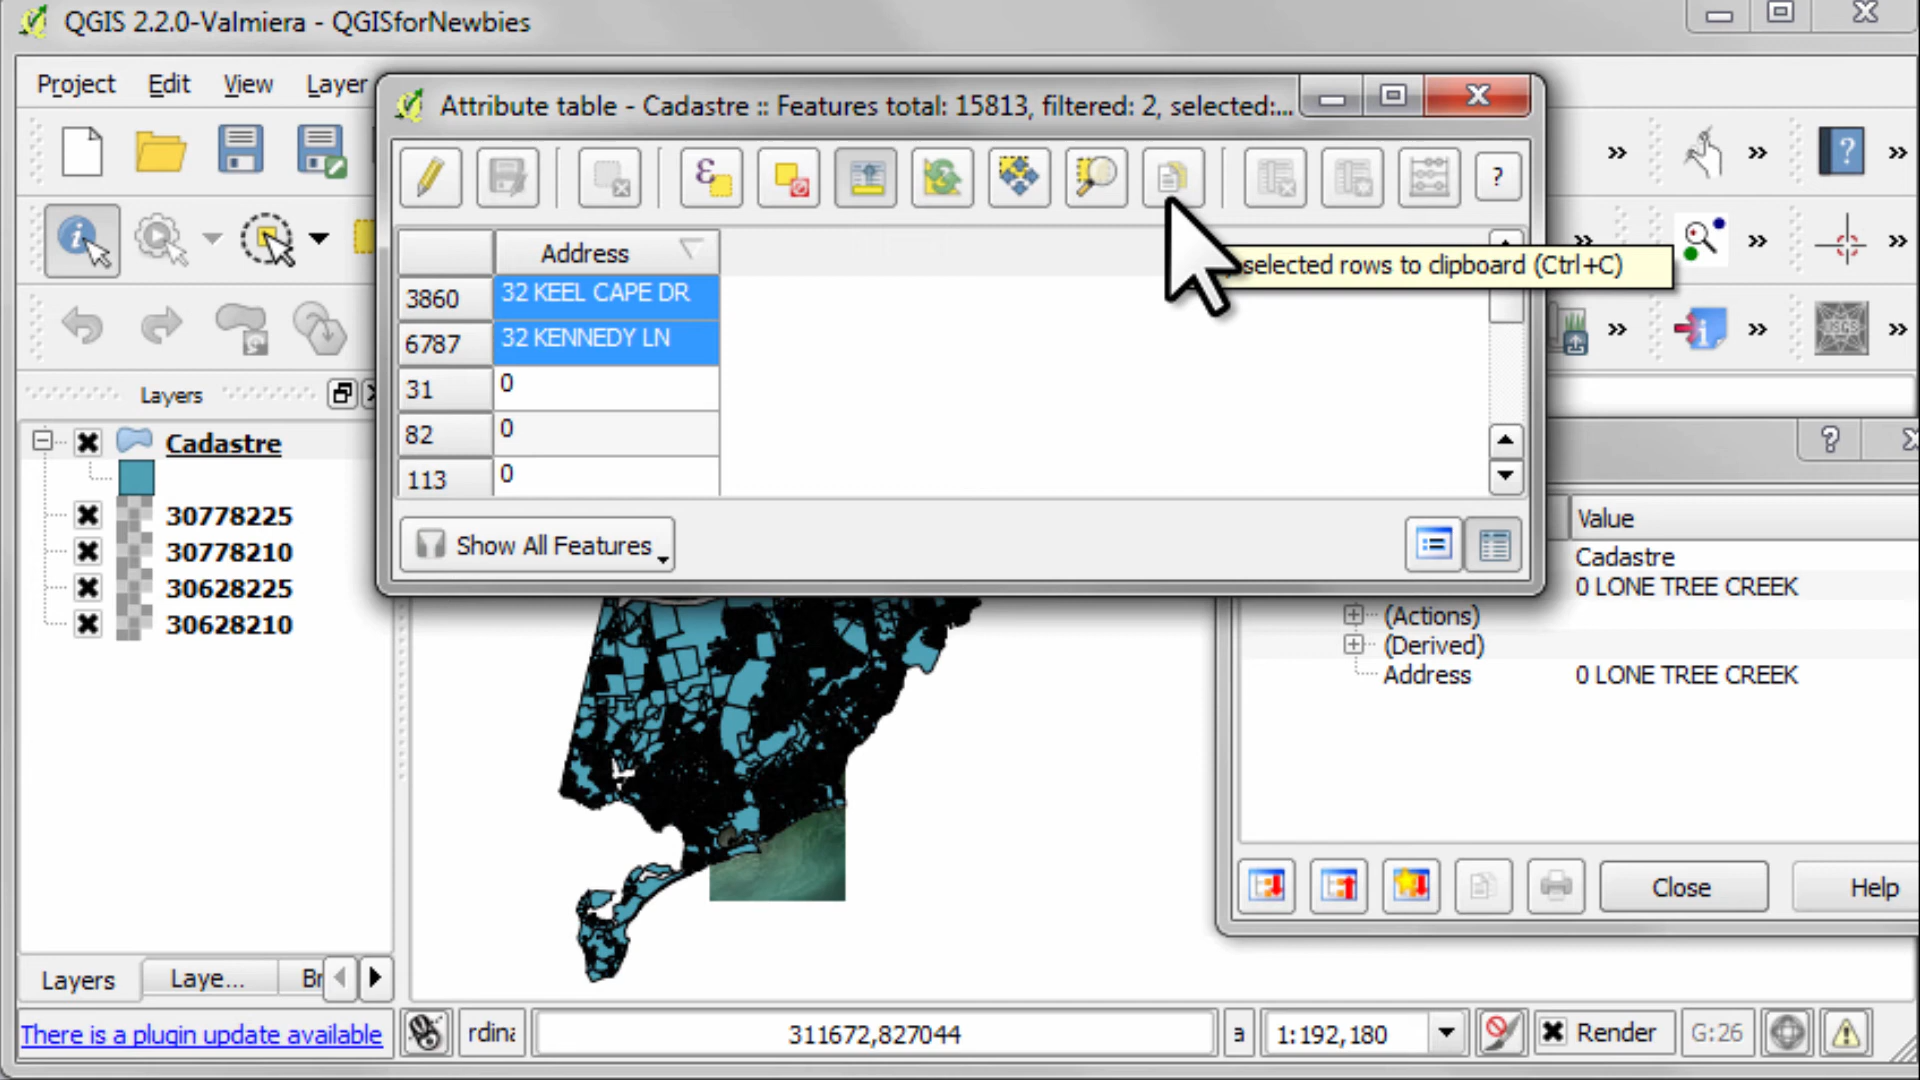 QGIS 2.2.0-Valmiera - QGISforNewbies
Project Edit View Layer
Attribute table - Cadastre :: Features total: 15813, filtered: 2, selected:...
?
Address
selected rows to clipboard (Ctrl+C)
3860 32 KEEL CAPE DR
6787 32 KENNEDY LN
31 0
82 0
113 0
Show All Features
Layers
Cadastre
30778225
30778210
30628225
30628210
Value
Cadastre
0 LONE TREE CREEK
(Actions)
(Derived)
Address 0 LONE TREE CREEK
Close Help
Layers Laye... Br
There is a plugin update available
rdina
311672,827044
a
1:192,180
Render
G:26